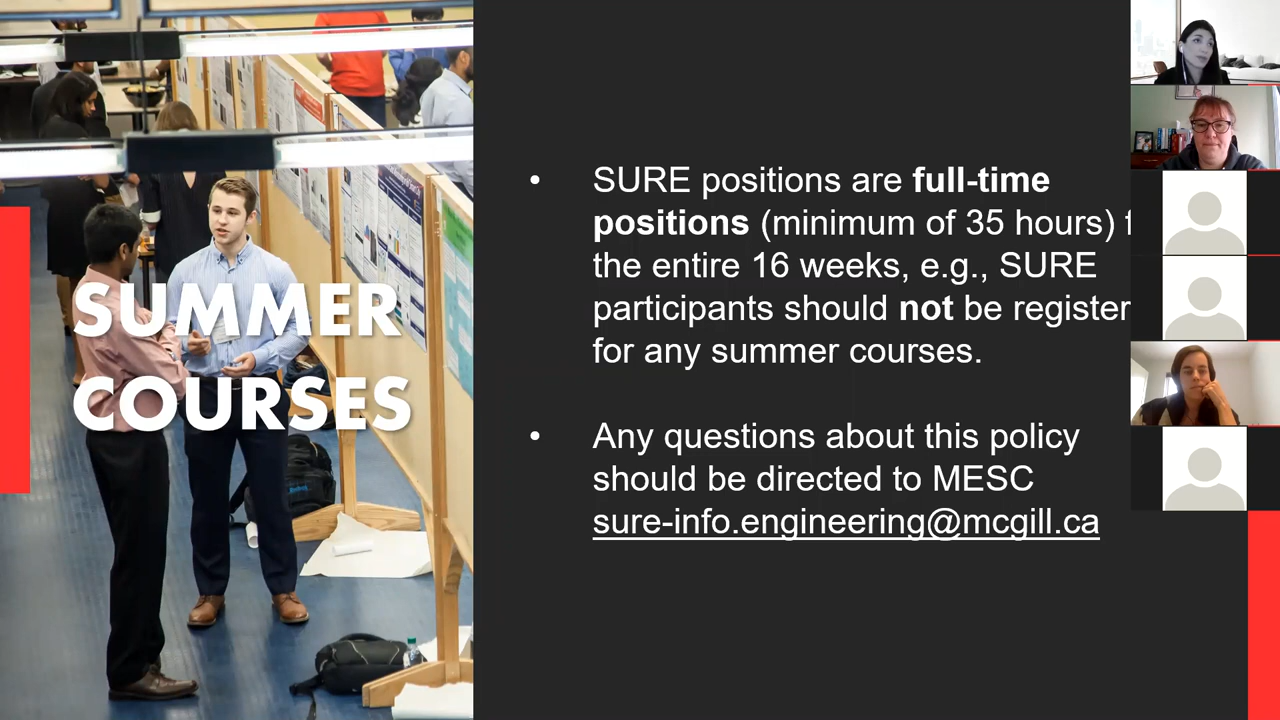 SUMMER
COURSES
• SURE positions are full-time
positions (minimum of 35 hours)
the entire 16 weeks, e.g., SURE
participants should not be register
for any summer courses.
• Any questions about this policy
should be directed to MESC
sure-info.engineering@mcgill.ca